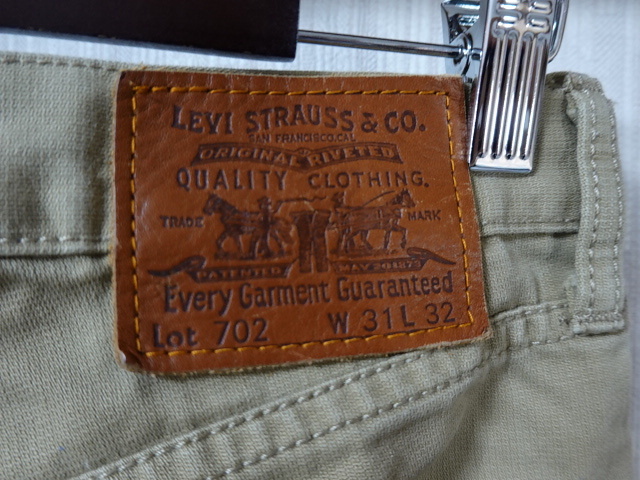 LEVI STRAUSS & CO.
SAN FRANCISCO.CAL.
ORIGINAL RIVETED
QUALITY CLOTHING.
TRADE MARK
PATENTED MAY 20 1873
Every Garment Guaranteed
Lot 702 W 31 L 32